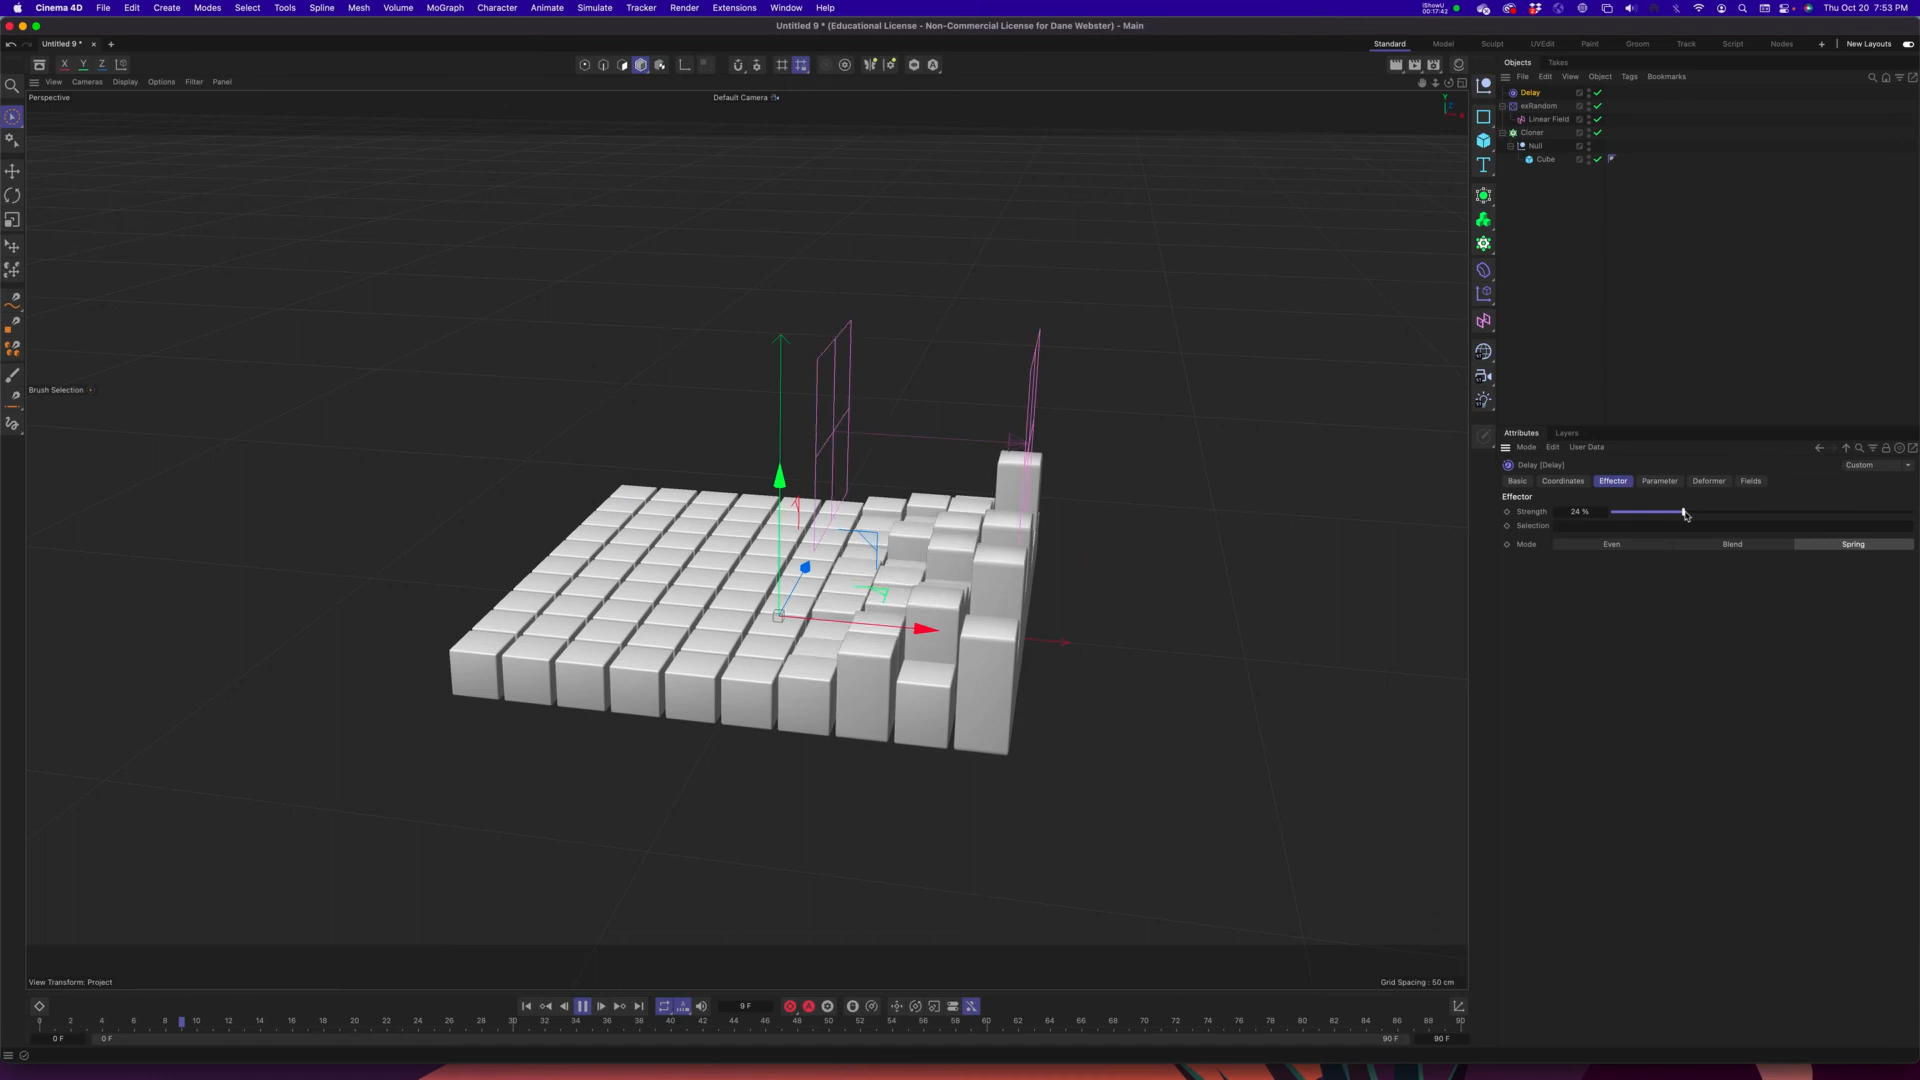 Cinema 4D File Edit Create Modes Select Tools Spline Mesh Volume MoGraph Character Animate Simulate Tracker Render Extensions Window Help iShowU 00:17:42 Thu Oct 20 7:53 PM
Untitled 9 * (Educational License - Non-Commercial License for Dane Webster) - Main
Untitled 9 * Standard Model Sculpt UVEdit Paint Groom Track Script Nodes New Layouts
X Y Z Objects Takes
View Cameras Display Options Filter Panel File Edit View Object Tags Bookmarks
Perspective Default Camera
Delay
exRandom
Linear Field
Cloner
Null
Cube
Brush Selection
Attributes Layers
Mode Edit User Data
Delay [Delay] Custom
Basic Coordinates Effector Parameter Deformer Fields
Effector
Strength 24 %
Selection
Mode Even Blend Spring
View Transform: Project Grid Spacing : 50 cm
9 F
0 2 4 6 8 10 12 14 16 18 20 22 24 26 28 30 32 34 36 38 40 42 44 46 48 50 52 54 56 58 60 62 64 66 68 70 72 74 76 78 80 82 84 86 88 90
0 F 0 F 90 F 90 F